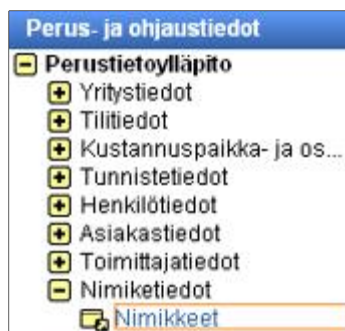 Perus- ja ohjaustiedot
Perustietoylläpito
Yritystiedot
Tilitiedot
Kustannuspaikka- ja os...
Tunnistetiedot
Henkilötiedot
Asiakastiedot
Toimittajatiedot
Nimiketiedot
Nimikkeet